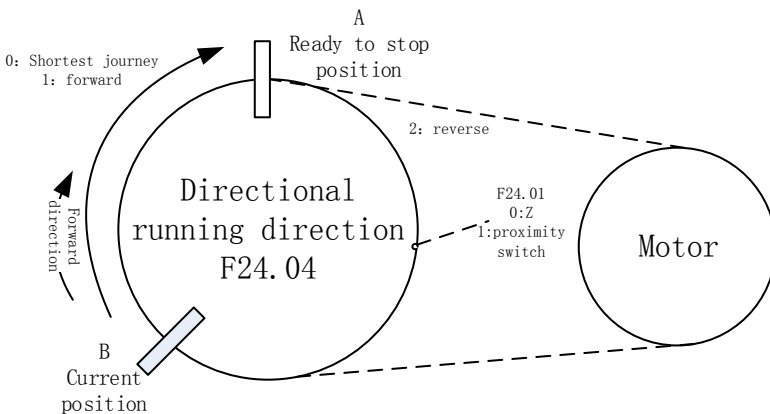 A
Ready to stop
position
0: Shortest journey
1: forward
2: reverse
Forward
direction
Directional
running direction
F24.04
F24.01
0:Z
1:proximity
switch
Motor
B
Current
position